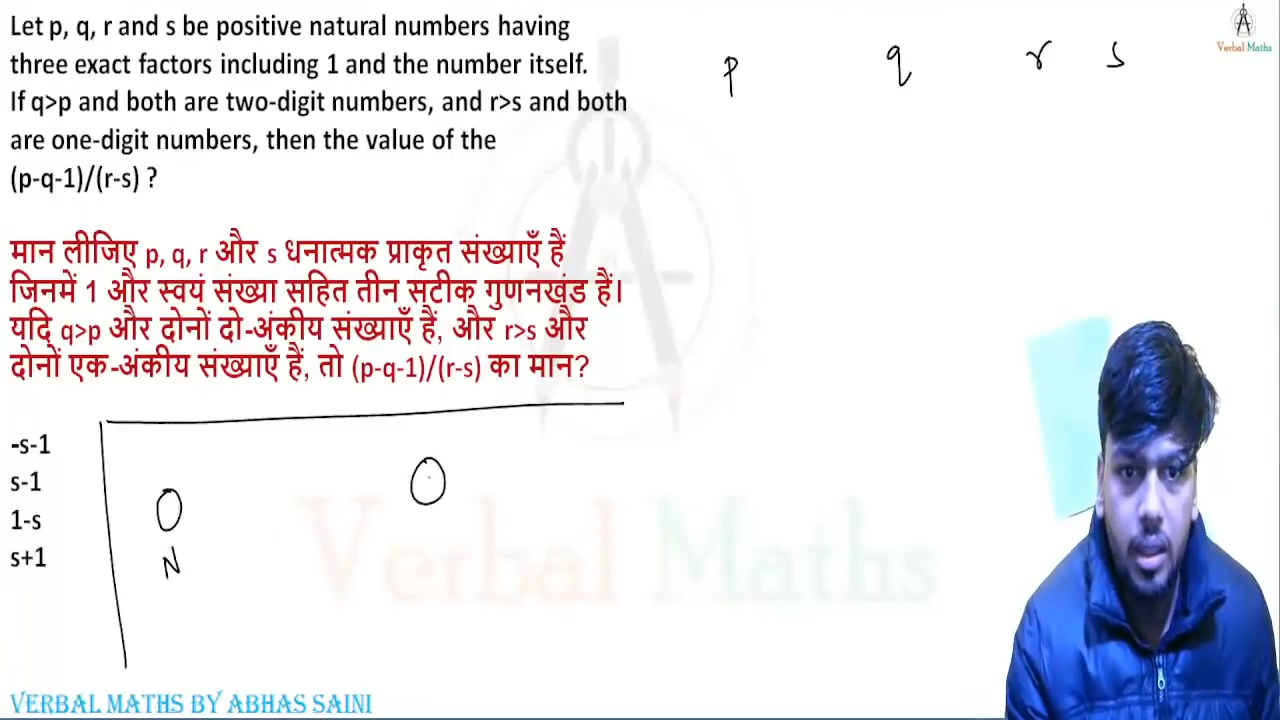 Let p, q, r and s be positive natural numbers having
three exact factors including 1 and the number itself.
If q>p and both are two-digit numbers, and r>s and both
are one-digit numbers, then the value of the
(p-q-1)/(r-s) ?
p q r s
Verbal Maths
मान लीजिए p, q, r और s धनात्मक प्राकृत संख्याएँ हैं
जिनमें 1 और स्वयं संख्या सहित तीन सटीक गुणनखंड हैं।
यदि q>p और दोनों दो-अंकीय संख्याएँ हैं, और r>s और
दोनों एक-अंकीय संख्याएँ हैं, तो (p-q-1)/(r-s) का मान?
-s-1
s-1
1-s
s+1
N
Verbal Maths
VERBAL MATHS BY ABHAS SAINI